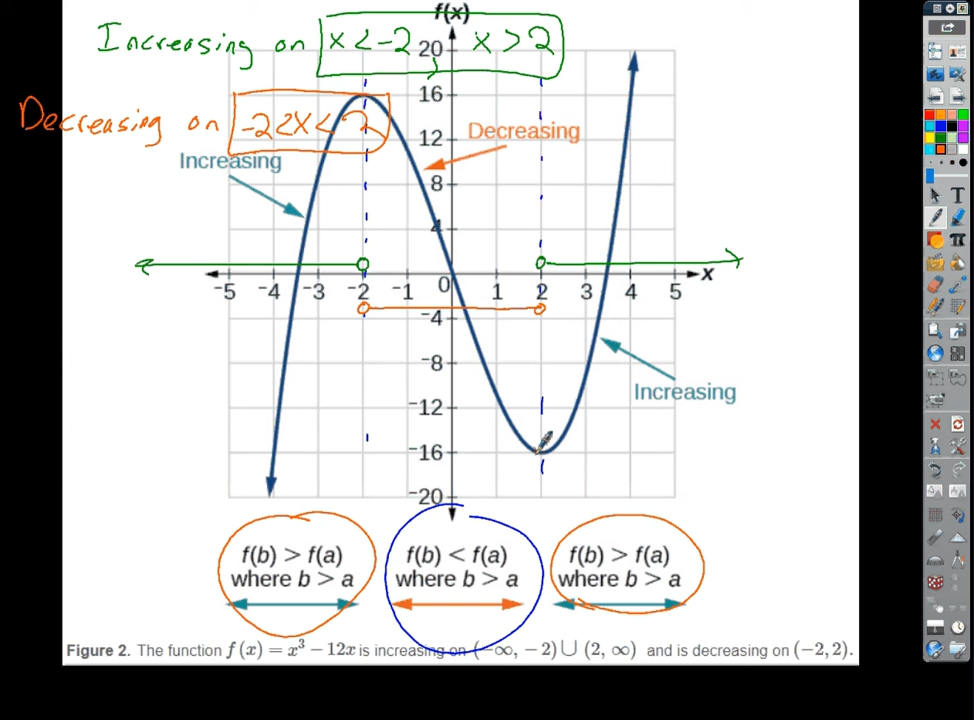 f(x)
Increasing on x < -2, x > 2
20
Decreasing on -2 < x < 2
16
12
Decreasing
Increasing
8
4
-5 -4 -3 -2 -1 0 1 2 3 4 5 x
-4
-8
Increasing
-12
-16
-20
f(b) > f(a) f(b) < f(a) f(b) > f(a)
where b > a where b > a where b > a
Figure 2. The function f (x) = x³ − 12x is increasing on (−∞, −2) ∪ (2, ∞) and is decreasing on (−2, 2).
T
π